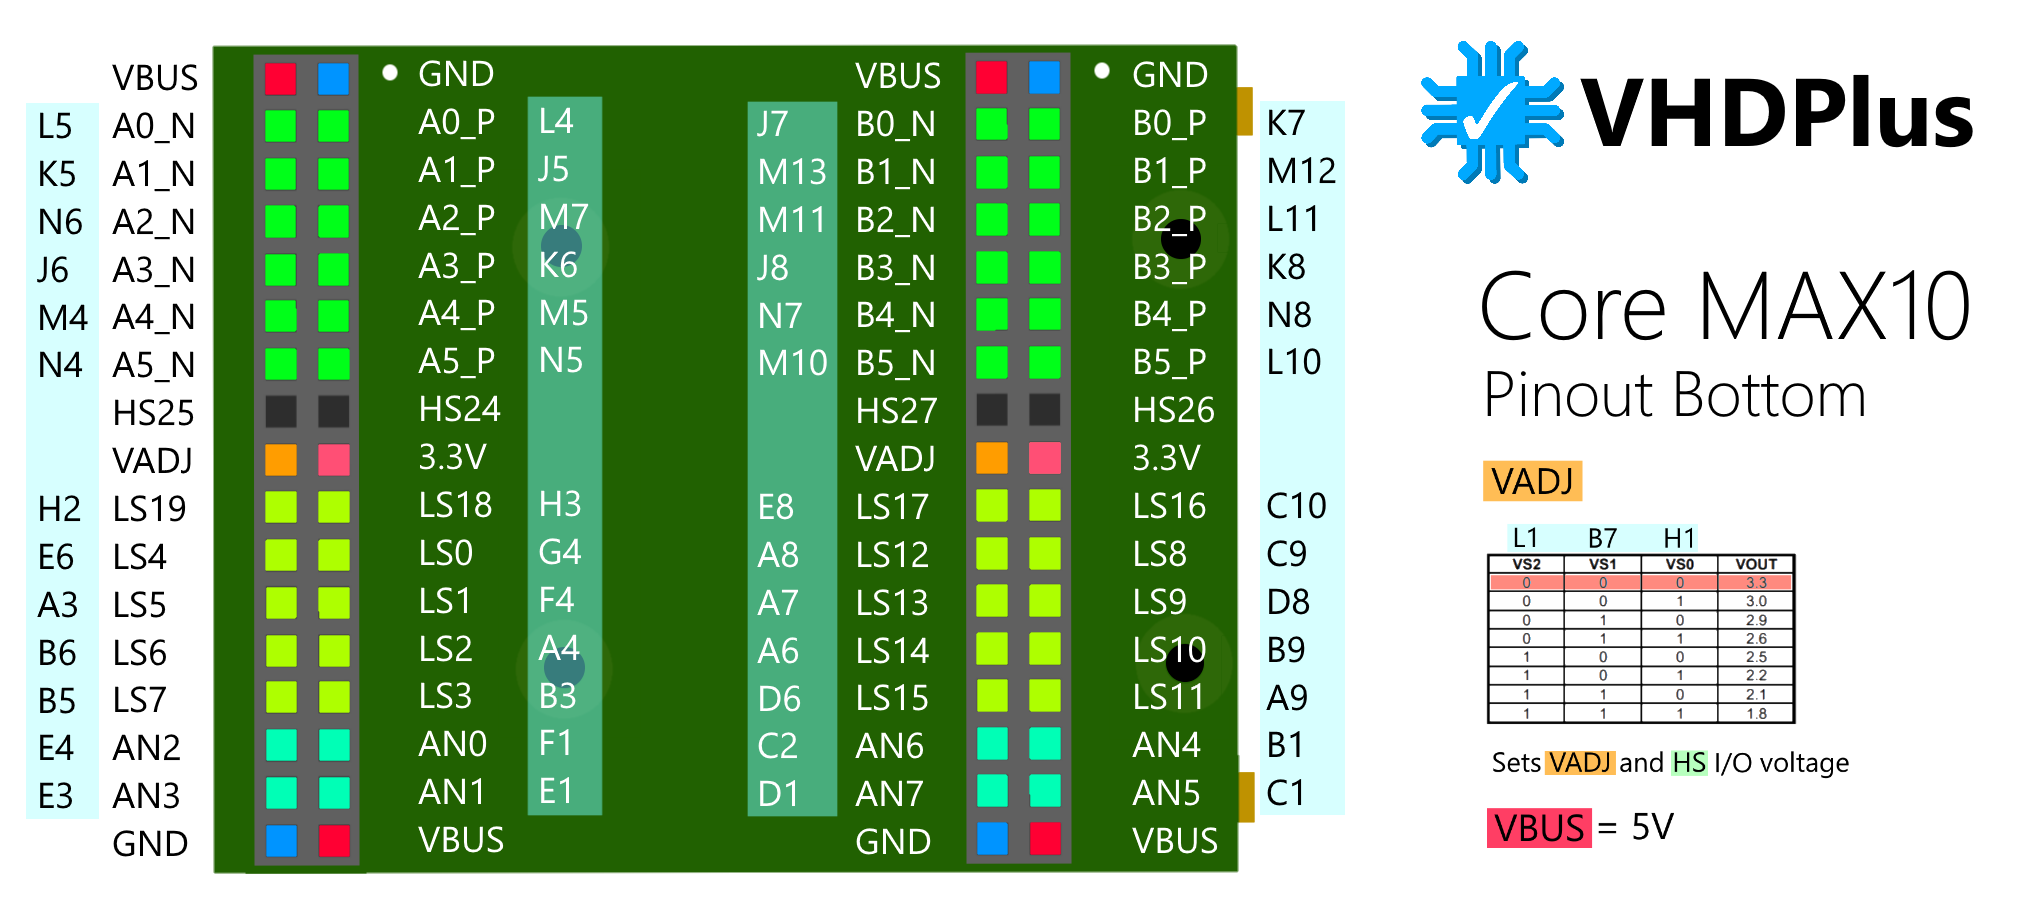 VBUS GND VBUS GND
L5 A0_N A0_P L4 J7 B0_N B0_P K7
K5 A1_N A1_P J5 M13 B1_N B1_P M12
N6 A2_N A2_P M7 M11 B2_N B2_P L11
J6 A3_N A3_P K6 J8 B3_N B3_P K8
M4 A4_N A4_P M5 N7 B4_N B4_P N8
N4 A5_N A5_P N5 M10 B5_N B5_P L10
HS25 HS24 HS27 HS26
VADJ 3.3V VADJ 3.3V
H2 LS19 LS18 H3 E8 LS17 LS16 C10
E6 LS4 LS0 G4 A8 LS12 LS8 C9
A3 LS5 LS1 F4 A7 LS13 LS9 D8
B6 LS6 LS2 A4 A6 LS14 LS10 B9
B5 LS7 LS3 B3 D6 LS15 LS11 A9
E4 AN2 AN0 F1 C2 AN6 AN4 B1
E3 AN3 AN1 E1 D1 AN7 AN5 C1
GND VBUS GND VBUS
VHDPlus
Core MAX10
Pinout Bottom
VADJ
L1 B7 H1
VS2 VS1 VS0 VOUT
0 0 0 3.3
0 0 1 3.0
0 1 0 2.9
0 1 1 2.6
1 0 0 2.5
1 0 1 2.2
1 1 0 2.1
1 1 1 1.8
Sets VADJ and HS I/O voltage
VBUS = 5V